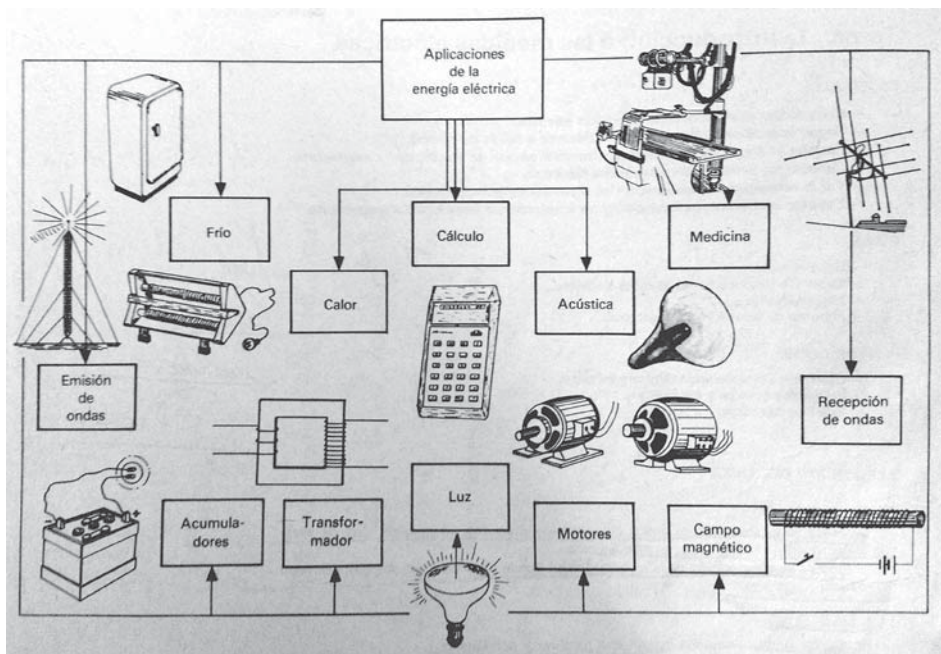 Aplicaciones
de la
energía eléctrica
Frío
Calor
Cálculo
Acústica
Medicina
Emisión
de
ondas
Recepción
de ondas
Acumula-
dores
Transfor-
mador
Luz
Motores
Campo
magnético